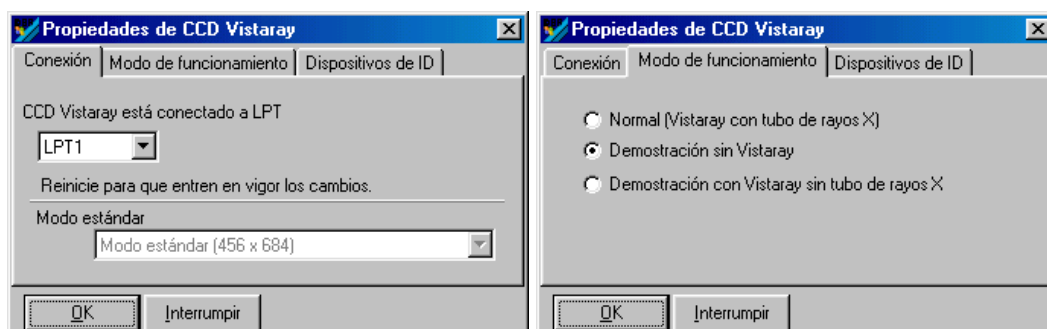 Propiedades de CCD Vistaray
Conexión Modo de funcionamiento Dispositivos de ID
CCD Vistaray está conectado a LPT
LPT1
Reinicie para que entren en vigor los cambios.
Modo estándar
Modo estándar (456 x 684)
OK Interrumpir
Propiedades de CCD Vistaray
Conexión Modo de funcionamiento Dispositivos de ID
Normal (Vistaray con tubo de rayos X)
Demostración sin Vistaray
Demostración con Vistaray sin tubo de rayos X
OK Interrumpir